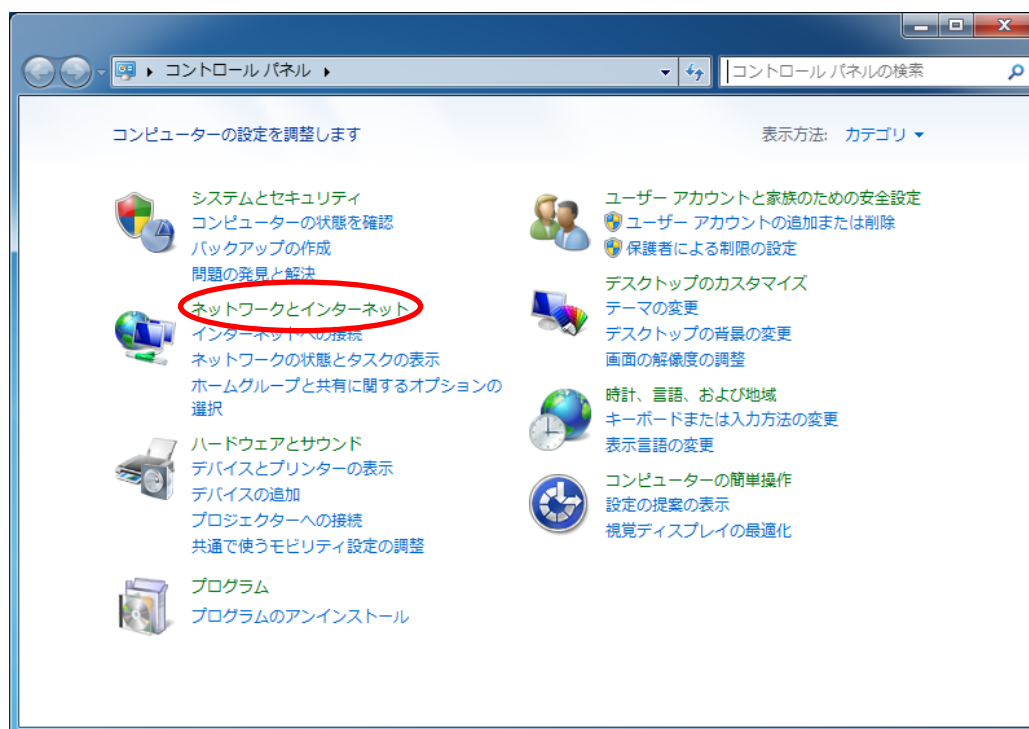 コントロール パネル
コントロール パネルの検索
コンピューターの設定を調整します
表示方法: カテゴリ
システムとセキュリティ
コンピューターの状態を確認
バックアップの作成
問題の発見と解決
ネットワークとインターネット
インターネットへの接続
ネットワークの状態とタスクの表示
ホームグループと共有に関するオプションの
選択
ハードウェアとサウンド
デバイスとプリンターの表示
デバイスの追加
プロジェクターへの接続
共通で使うモビリティ設定の調整
プログラム
プログラムのアンインストール
ユーザー アカウントと家族のための安全設定
ユーザー アカウントの追加または削除
保護者による制限の設定
デスクトップのカスタマイズ
テーマの変更
デスクトップの背景の変更
画面の解像度の調整
時計、言語、および地域
キーボードまたは入力方法の変更
表示言語の変更
コンピューターの簡単操作
設定の提案の表示
視覚ディスプレイの最適化